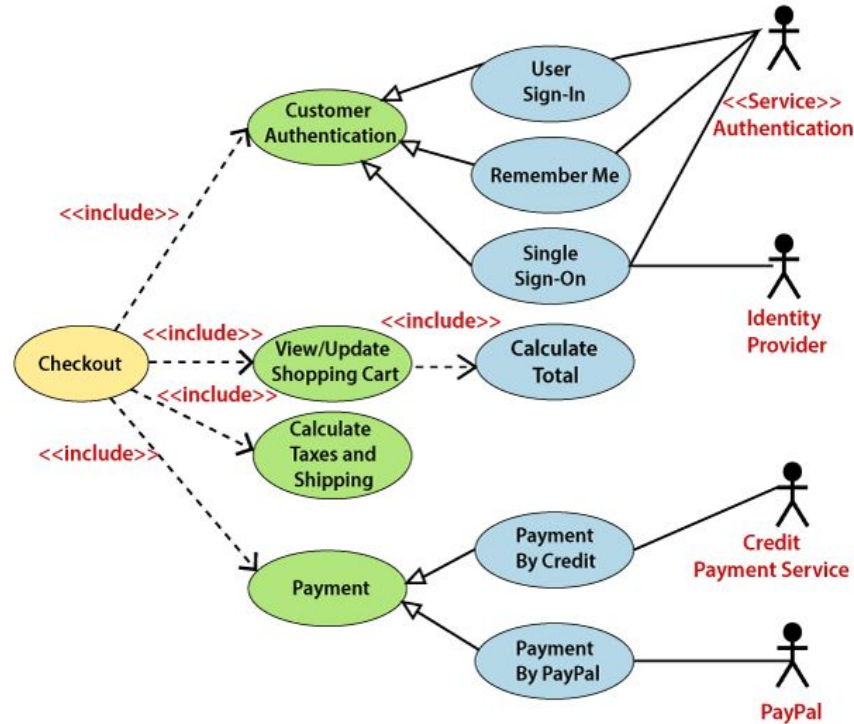 User
Sign-In
<<Service>>
Authentication
Customer
Authentication
Remember Me
<<include>>
Single
Sign-On
Identity
Provider
<<include>>
<<include>>
Checkout
View/Update
Shopping Cart
Calculate
Total
<<include>>
<<include>>
Calculate
Taxes and
Shipping
Payment
By Credit
Credit
Payment Service
Payment
Payment
By PayPal
PayPal